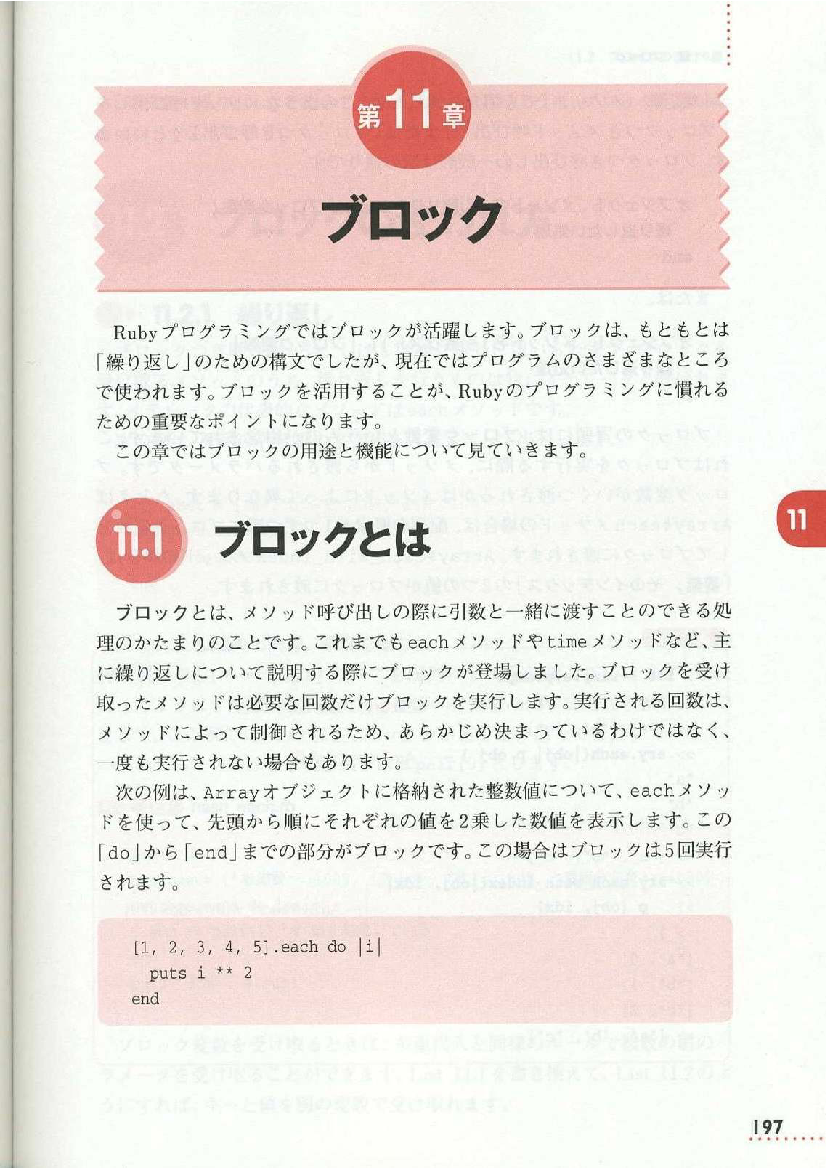 第11章
ブロック
Rubyプログラミングではブロックが活躍します。ブロックは、もともとは
「繰り返し」のための構文でしたが、現在ではプログラムのさまざまなところ
で使われます。ブロックを活用することが、Rubyのプログラミングに慣れる
ための重要なポイントになります。
この章ではブロックの用途と機能について見ていきます。
11
11.1 ブロックとは
ブロックとは、メソッド呼び出しの際に引数と一緒に渡すことのできる処
理のかたまりのことです。これまでもeachメソッドやtimeメソッドなど、主
に繰り返しについて説明する際にブロックが登場しました。ブロックを受け
取ったメソッドは必要な回数だけブロックを実行します。実行される回数は、
メソッドによって制御されるため、あらかじめ決まっているわけではなく、
一度も実行されない場合もあります。
次の例は、Arrayオブジェクトに格納された整数値について、eachメソッ
ドを使って、先頭から順にそれぞれの値を2乗した数値を表示します。この
「do」から「end」までの部分がブロックです。この場合はブロックは5回実行
されます。
[1, 2, 3, 4, 5].each do |i|
puts i ** 2
end
197